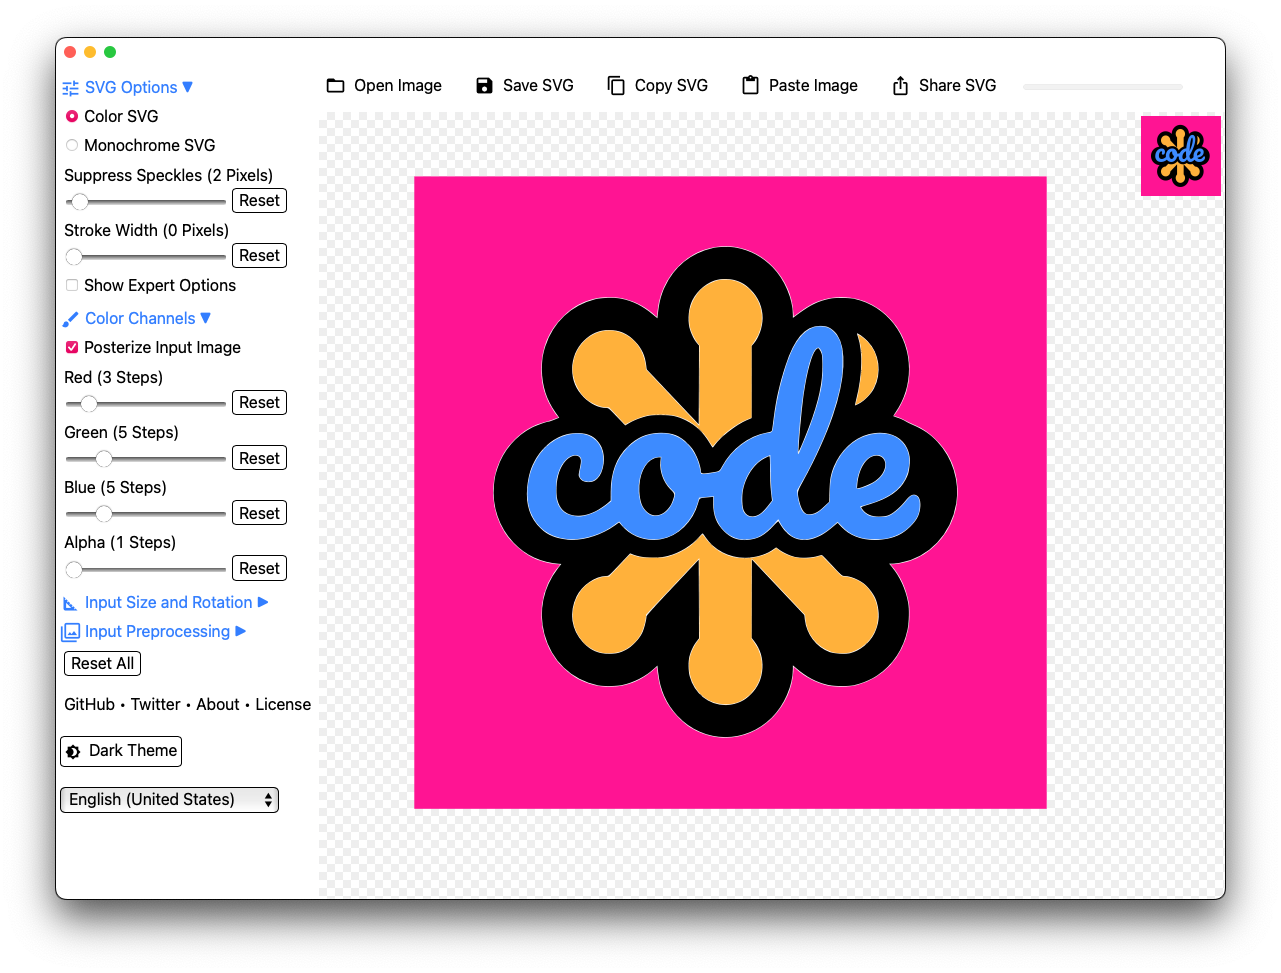 SVG Options ▼
Color SVG
Monochrome SVG
Suppress Speckles (2 Pixels)
Reset
Stroke Width (0 Pixels)
Reset
Show Expert Options
Color Channels ▼
Posterize Input Image
Red (3 Steps)
Reset
Green (5 Steps)
Reset
Blue (5 Steps)
Reset
Alpha (1 Steps)
Reset
Input Size and Rotation ▶
Input Preprocessing ▶
Reset All
GitHub • Twitter • About • License
Dark Theme
English (United States)
Open Image Save SVG Copy SVG Paste Image Share SVG
code
code